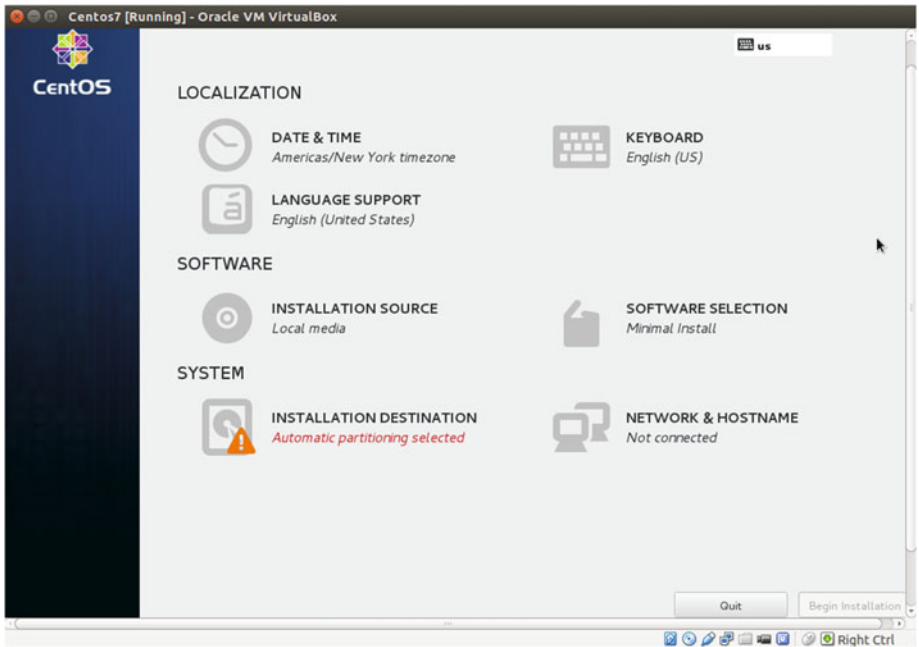 Centos7 [Running] - Oracle VM VirtualBox
us
CentOS
LOCALIZATION
DATE & TIME
Americas/New York timezone
KEYBOARD
English (US)
á
LANGUAGE SUPPORT
English (United States)
SOFTWARE
INSTALLATION SOURCE
Local media
SOFTWARE SELECTION
Minimal Install
SYSTEM
INSTALLATION DESTINATION
Automatic partitioning selected
NETWORK & HOSTNAME
Not connected
Quit
Begin Installation
Right Ctrl